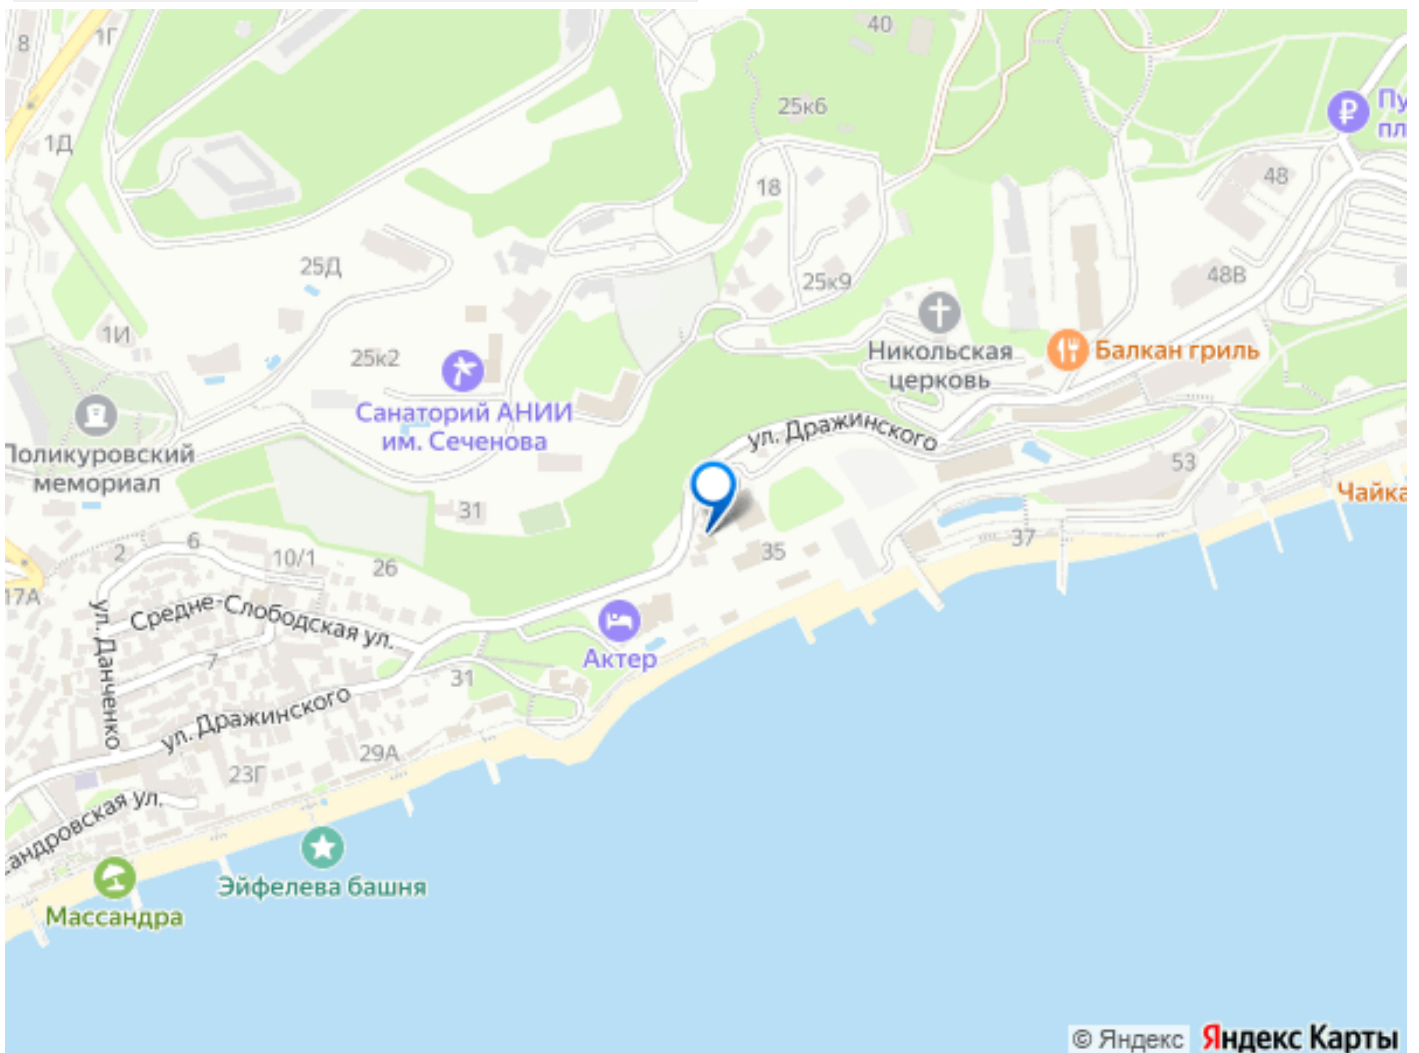 40
8
1Г
25к6
Пу
пл
1Д
18
48
25Д
25к9
48В
1И
25к2
Никольская
церковь
Балкан гриль
Санаторий АНИИ
им. Сеченова
Поликуровский
мемориал
ул. Дражинского
53
Чайка
31
2
6
10/1
26
35
37
17А
ул. Данченко
Средне-Слободская ул.
7
Актер
31
ул. Дражинского
29А
23Г
сандровская ул.
Эйфелева башня
Массандра
© Яндекс Яндекс Карты